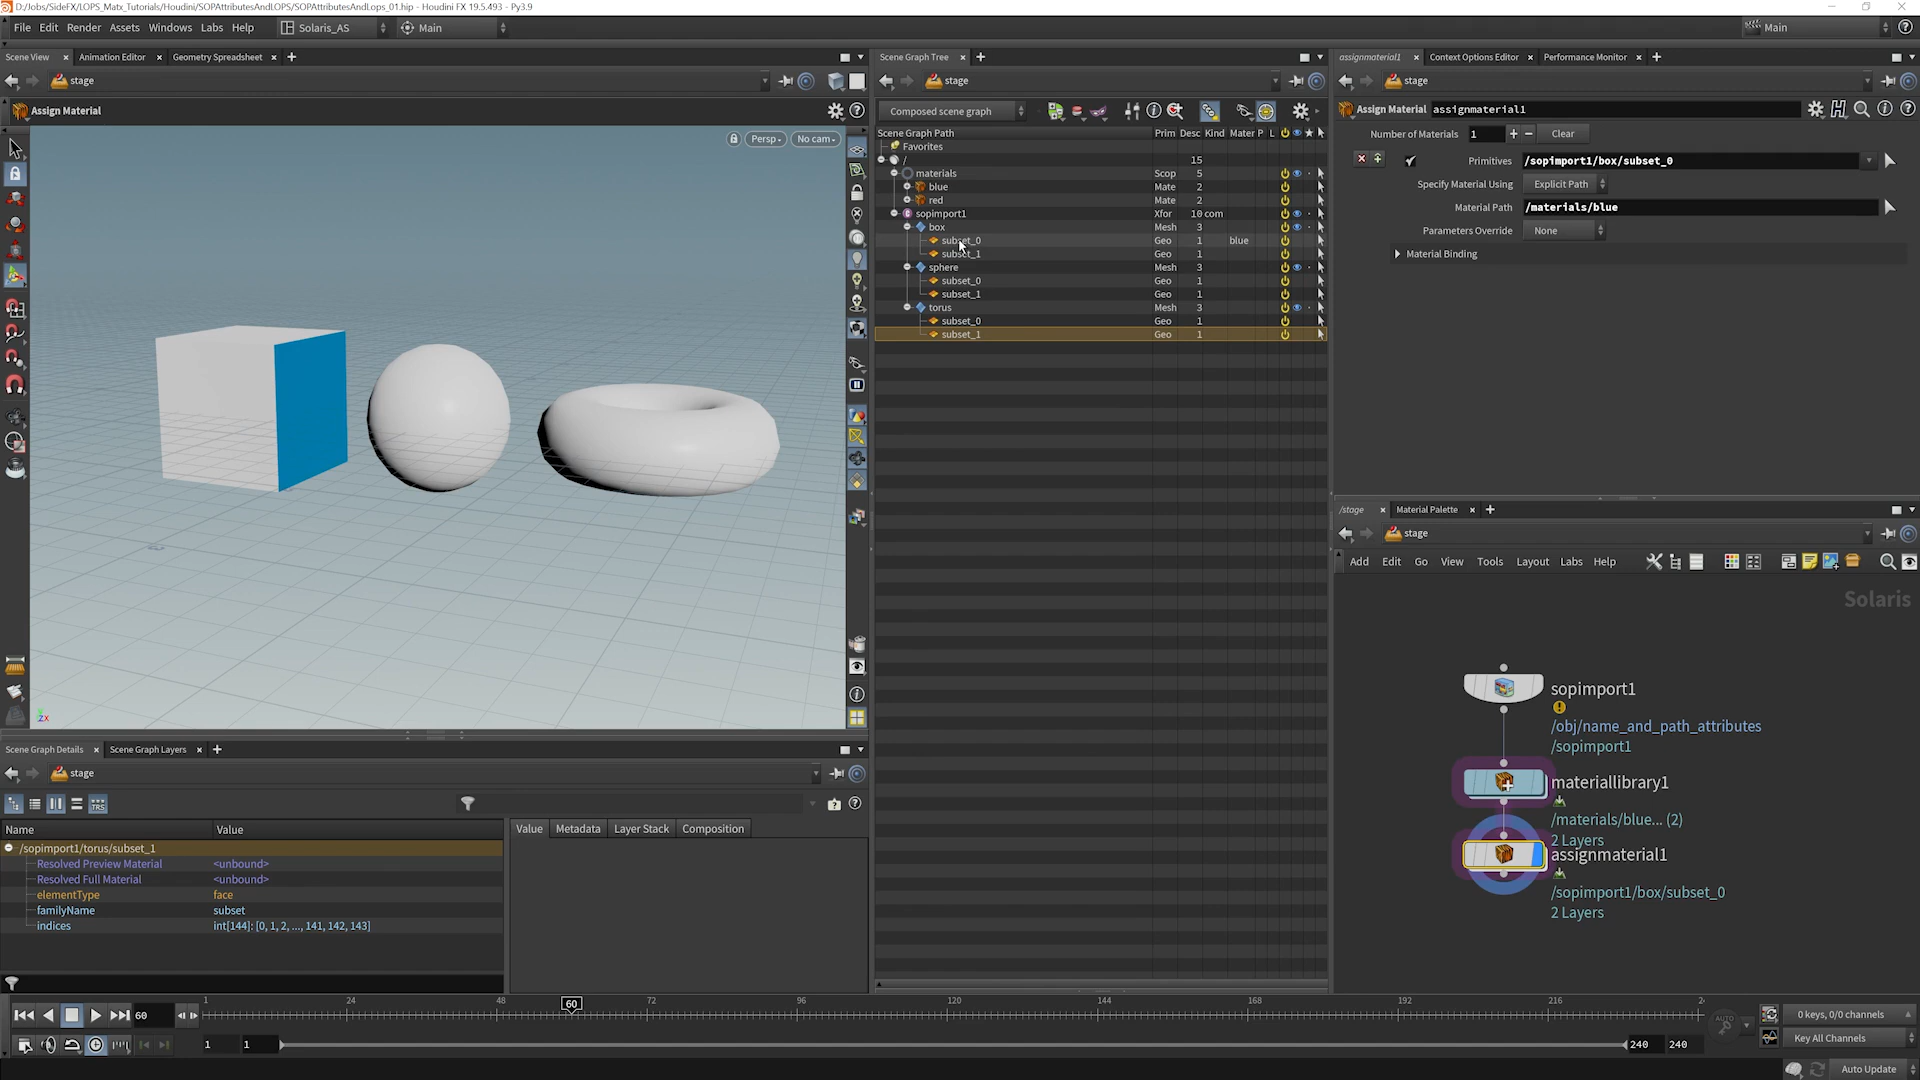 D:/Jobs/SideFX/LOPS_Matx_Tutorials/Houdini/SOPAttributesAndLOPS/SOPAttributesAndLops_01.hip - Houdini FX 19.5.493 - Py3.9
File Edit Render Assets Windows Labs Help Solaris_AS Main Main
Scene View Animation Editor Geometry Spreadsheet
stage
Assign Material
Persp No cam
Scene Graph Tree
stage
Composed scene graph
Scene Graph Path Prim Desc Kind Mater P L
Favorites
/ 15
materials Scop 5
blue Mate 2
red Mate 2
sopimport1 Xfor 10 com
box Mesh 3
subset_0 Geo 1 blue
subset_1 Geo 1
sphere Mesh 3
subset_0 Geo 1
subset_1 Geo 1
torus Mesh 3
subset_0 Geo 1
subset_1 Geo 1
assignmaterial1 Context Options Editor Performance Monitor
stage
Assign Material assignmaterial1
Number of Materials 1 Clear
Primitives /sopimport1/box/subset_0
Specify Material Using Explicit Path
Material Path /materials/blue
Parameters Override None
Material Binding
/stage Material Palette
stage
Add Edit Go View Tools Layout Labs Help
Solaris
sopimport1
/obj/name_and_path_attributes
/sopimport1
materiallibrary1
/materials/blue... (2)
2 Layers
assignmaterial1
/sopimport1/box/subset_0
2 Layers
ZX
Scene Graph Details Scene Graph Layers
stage
Name Value
/sopimport1/torus/subset_1
Resolved Preview Material <unbound>
Resolved Full Material <unbound>
elementType face
familyName subset
indices int[144]: [0, 1, 2, ..., 141, 142, 143]
Value Metadata Layer Stack Composition
1 24 48 60 72 96 120 144 168 192 216
60
1 1 240 240
AUTO
0 keys, 0/0 channels
Key All Channels
Auto Update